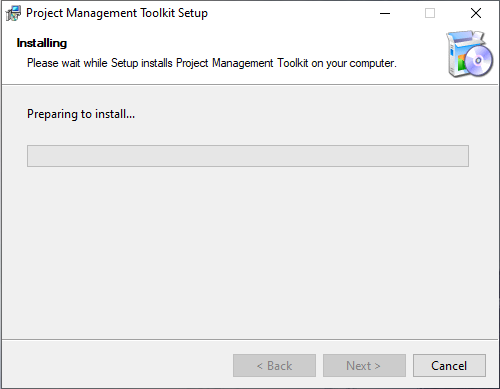 Project Management Toolkit Setup
Installing
Please wait while Setup installs Project Management Toolkit on your computer.
Preparing to install...
< Back
Next >
Cancel